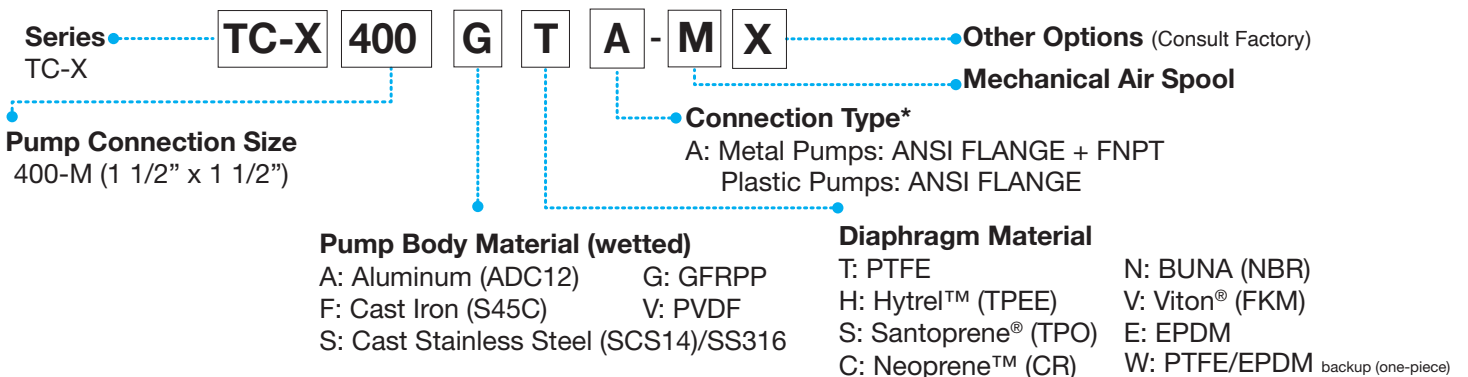 Series TC-X 400 G T A - M X Other Options (Consult Factory)
TC-X
Mechanical Air Spool
Connection Type*
A: Metal Pumps: ANSI FLANGE + FNPT
Plastic Pumps: ANSI FLANGE
Pump Connection Size
400-M (1 1/2” x 1 1/2”)
Pump Body Material (wetted)
A: Aluminum (ADC12) G: GFRPP
F: Cast Iron (S45C) V: PVDF
S: Cast Stainless Steel (SCS14)/SS316
Diaphragm Material
T: PTFE N: BUNA (NBR)
H: Hytrel™ (TPEE) V: Viton® (FKM)
S: Santoprene® (TPO) E: EPDM
C: Neoprene™ (CR) W: PTFE/EPDM backup (one-piece)